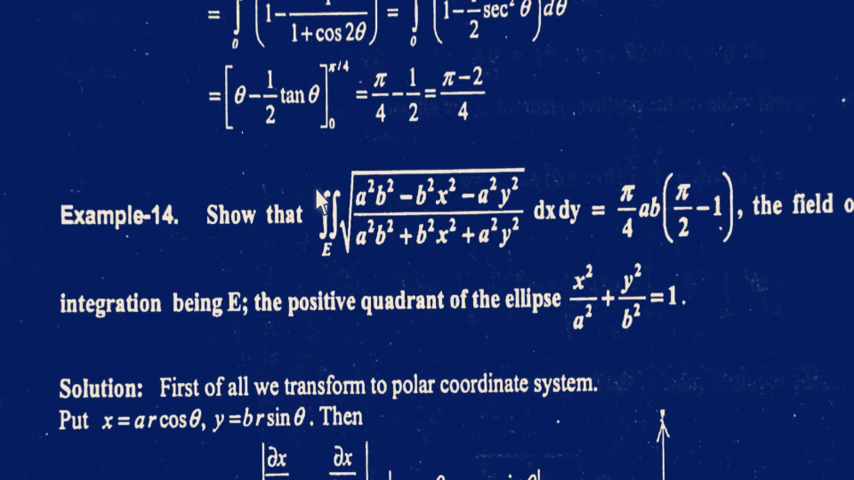 = ∫₀ (1 − 1/(1+cos 2θ)) = ∫₀ (1 − 1/2 sec² θ) dθ
= [θ − 1/2 tan θ]₀^{π/4} = π/4 − 1/2 = (π−2)/4
Example-14. Show that ∬_E √((a²b² − b²x² − a²y²)/(a²b² + b²x² + a²y²)) dx dy = π/4 ab (π/2 − 1), the field o
integration being E; the positive quadrant of the ellipse x²/a² + y²/b² = 1.
Solution: First of all we transform to polar coordinate system.
Put x = ar cos θ, y = br sin θ. Then
∂x ∂x